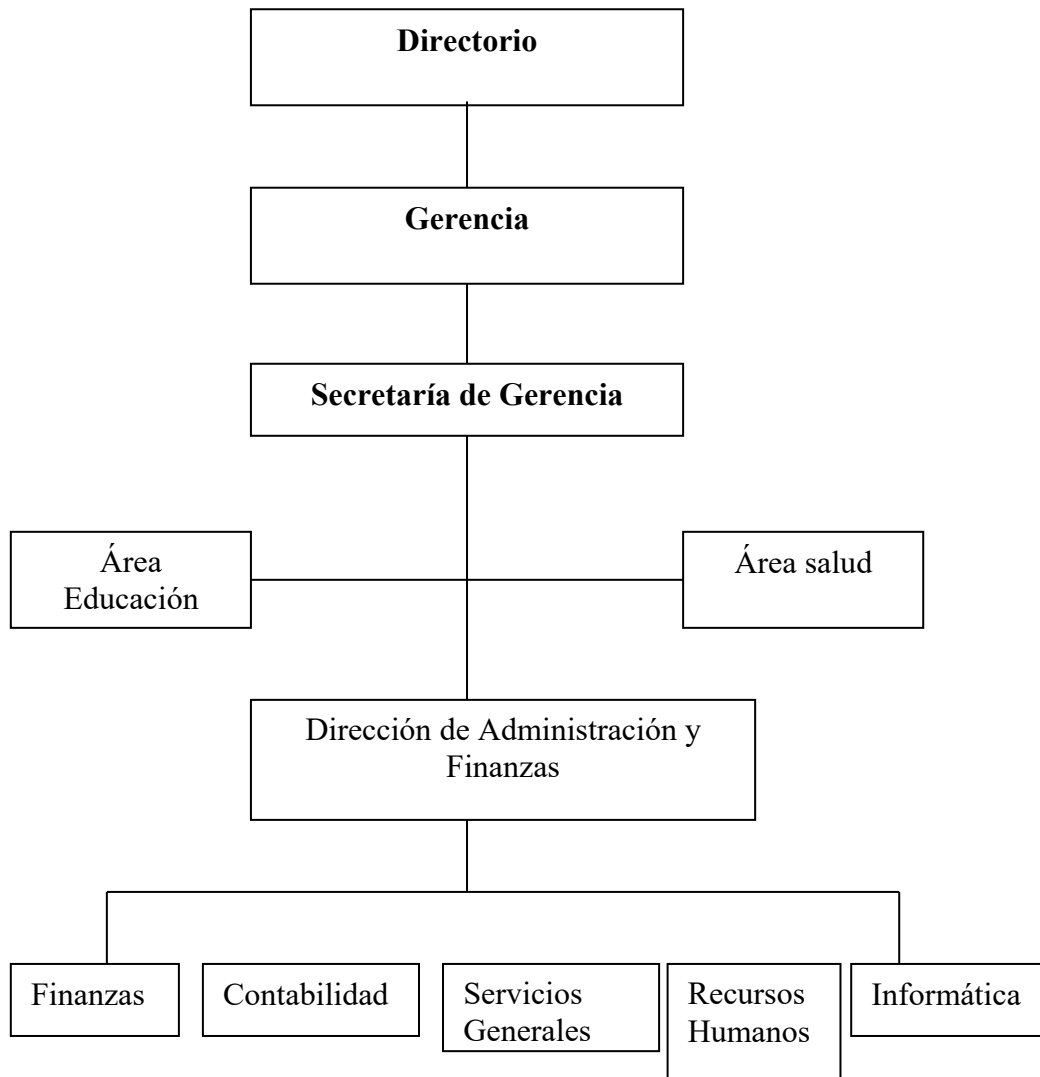 Directorio
Gerencia
Secretaría de Gerencia
Área
Educación
Área salud
Dirección de Administración y
Finanzas
Finanzas
Contabilidad
Servicios
Generales
Recursos
Humanos
Informática